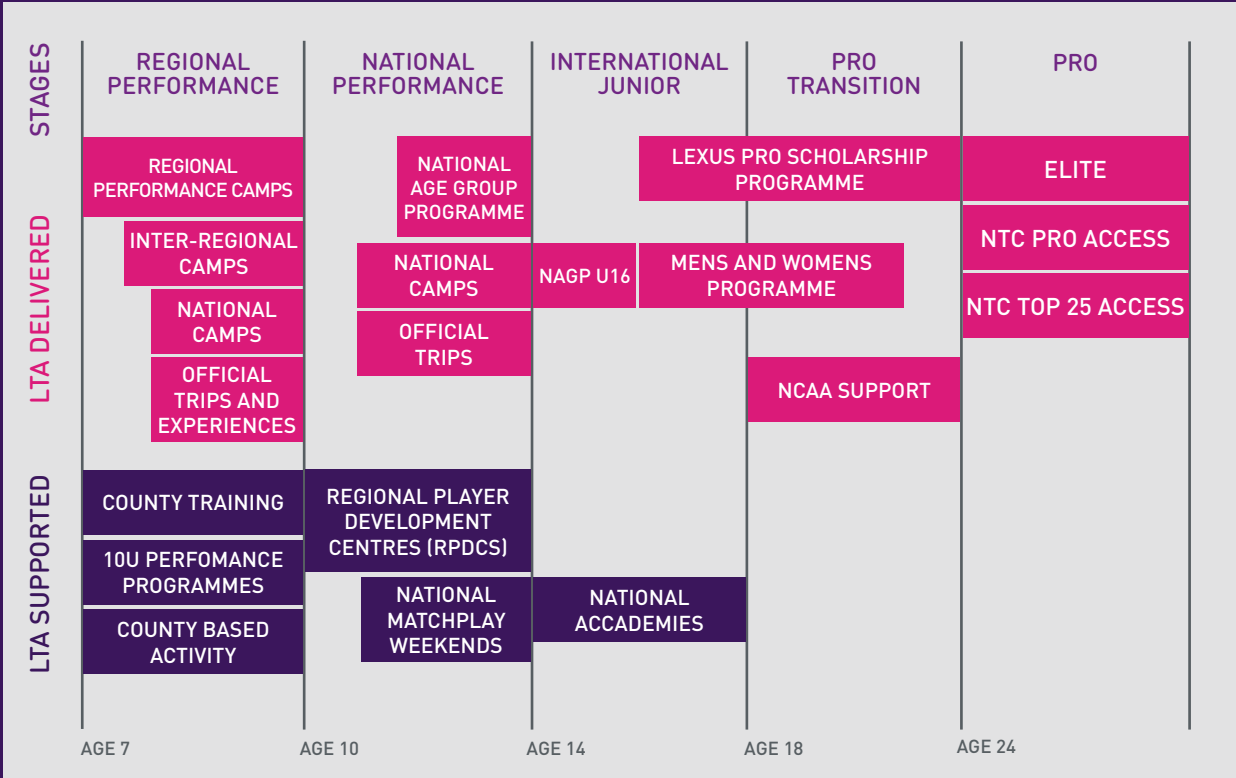 STAGES
REGIONAL
PERFORMANCE
NATIONAL
PERFORMANCE
INTERNATIONAL
JUNIOR
PRO
TRANSITION
PRO
LTA DELIVERED
REGIONAL
PERFORMANCE CAMPS
INTER-REGIONAL
CAMPS
NATIONAL
CAMPS
OFFICIAL
TRIPS AND
EXPERIENCES
NATIONAL
AGE GROUP
PROGRAMME
NATIONAL
CAMPS
OFFICIAL
TRIPS
NAGP U16
LEXUS PRO SCHOLARSHIP
PROGRAMME
MENS AND WOMENS
PROGRAMME
NCAA SUPPORT
ELITE
NTC PRO ACCESS
NTC TOP 25 ACCESS
LTA SUPPORTED
COUNTY TRAINING
10U PERFOMANCE
PROGRAMMES
COUNTY BASED
ACTIVITY
REGIONAL PLAYER
DEVELOPMENT
CENTRES (RPDCS)
NATIONAL
MATCHPLAY
WEEKENDS
NATIONAL
ACCADEMIES
AGE 7
AGE 10
AGE 14
AGE 18
AGE 24